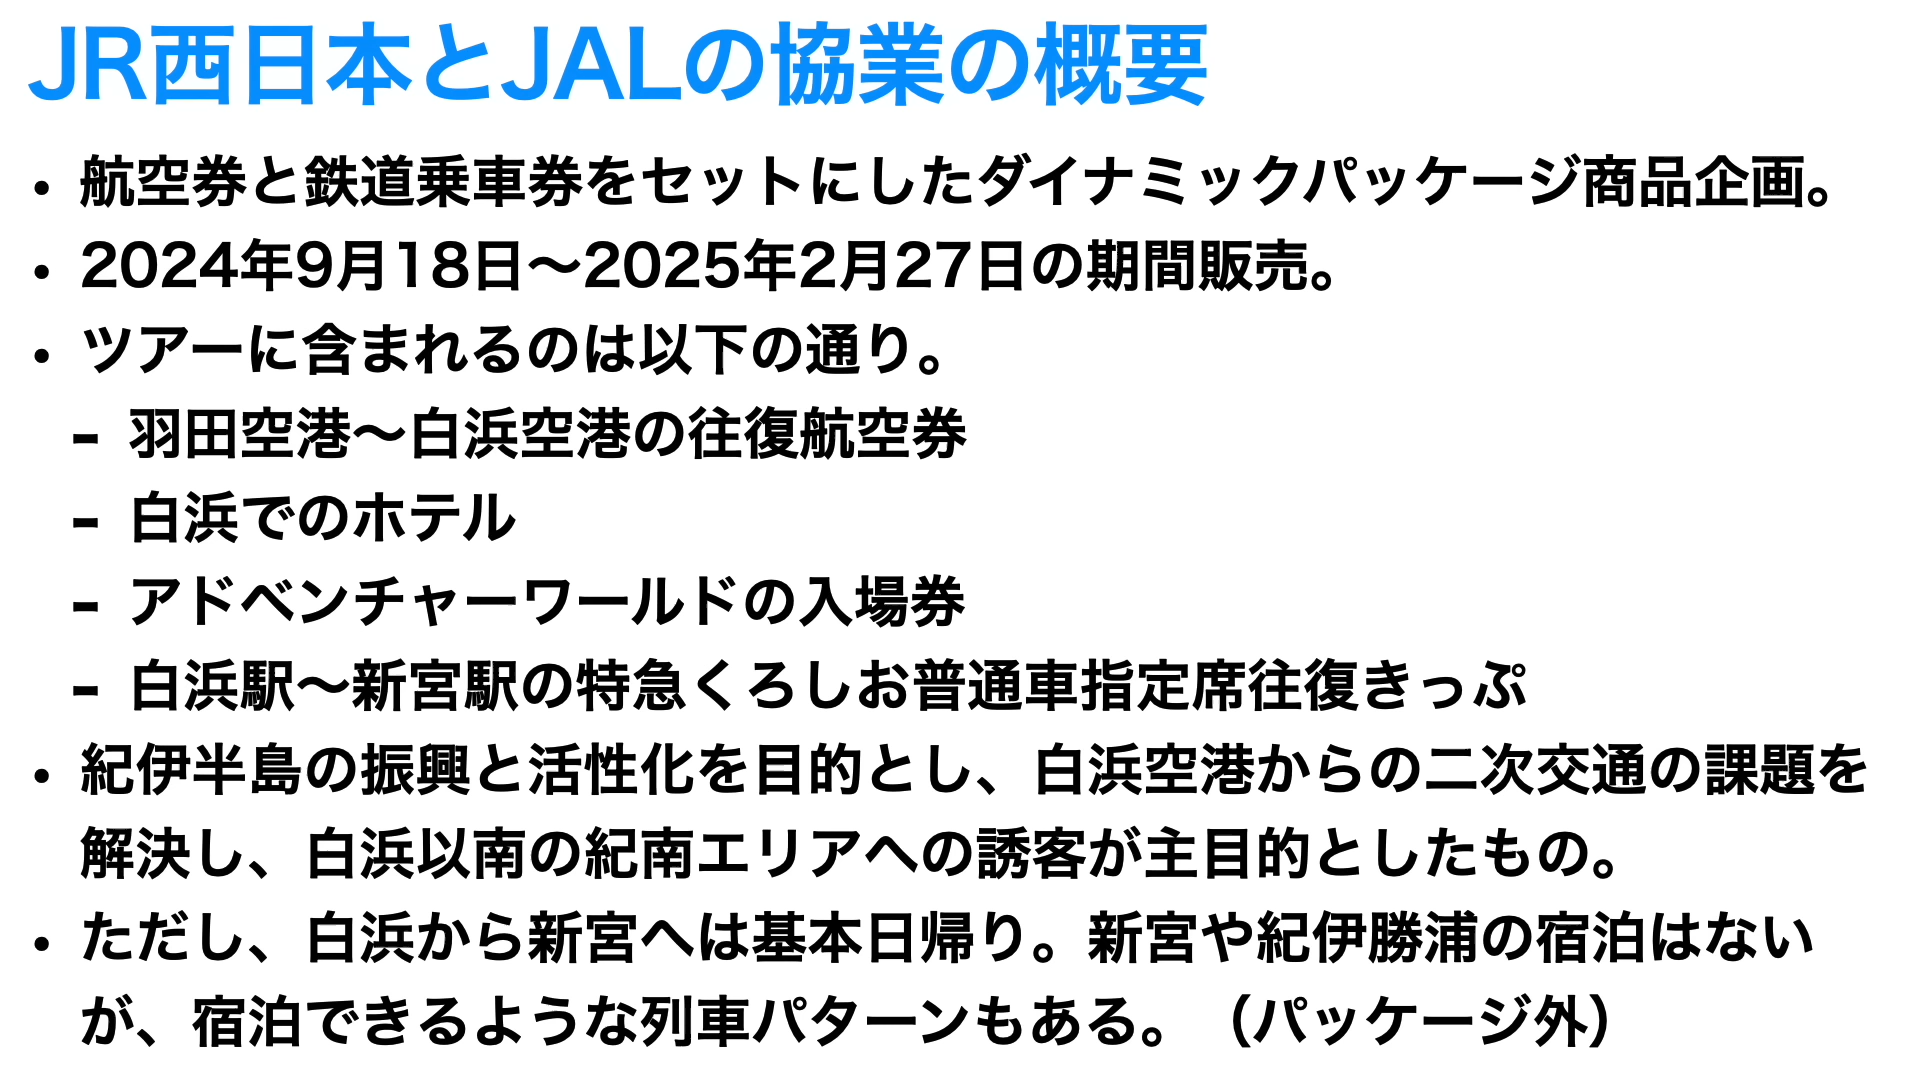 JR西日本とJALの協業の概要
• 航空券と鉄道乗車券をセットにしたダイナミックパッケージ商品企画。
• 2024年9月18日〜2025年2月27日の期間販売。
• ツアーに含まれるのは以下の通り。
- 羽田空港〜白浜空港の往復航空券
- 白浜でのホテル
- アドベンチャーワールドの入場券
- 白浜駅〜新宮駅の特急くろしお普通車指定席往復きっぷ
• 紀伊半島の振興と活性化を目的とし、白浜空港からの二次交通の課題を
解決し、白浜以南の紀南エリアへの誘客が主目的としたもの。
• ただし、白浜から新宮へは基本日帰り。新宮や紀伊勝浦の宿泊はない
が、宿泊できるような列車パターンもある。（パッケージ外）